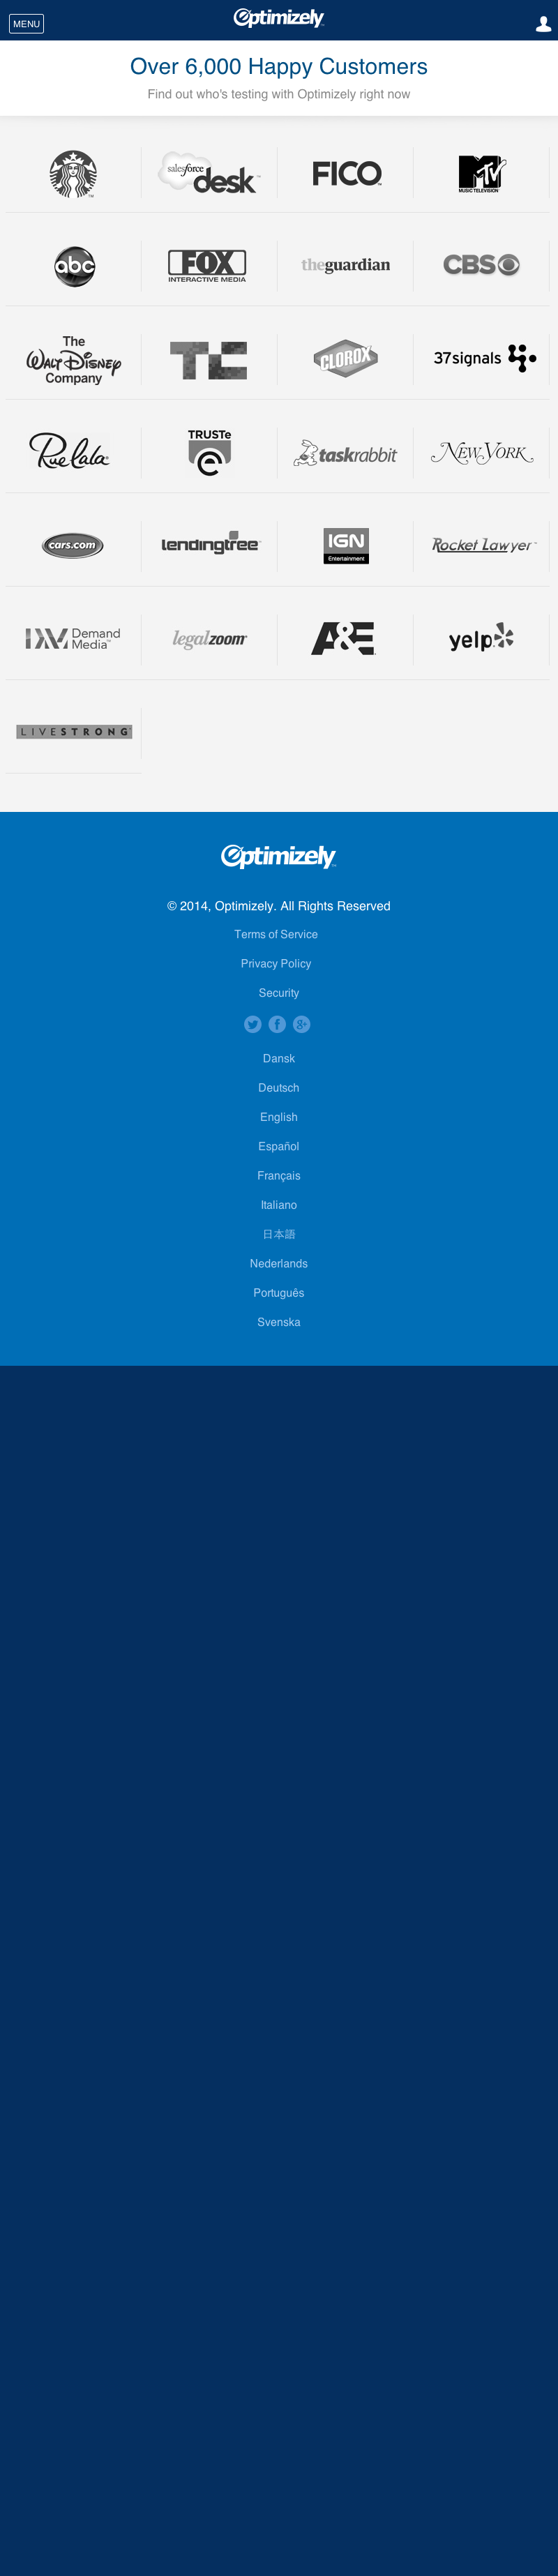 MENU
Optimizely
Over 6,000 Happy Customers
Find out who's testing with Optimizely right now
salesforce
desk
FICO
MTV
MUSIC TELEVISION
abc
FOX
INTERACTIVE MEDIA
theguardian
CBS
The
WALT DISNEY
Company
TC
CLOROX
37signals
Rue La La
TRUSTe
e
taskrabbit
NEW YORK
cars.com
lendingtree
IGN
Entertainment
Rocket Lawyer
DM Demand
Media
legalzoom
A&E
yelp
LIVESTRONG
Optimizely
© 2014, Optimizely. All Rights Reserved
Terms of Service
Privacy Policy
Security
Dansk
Deutsch
English
Español
Français
Italiano
日本語
Nederlands
Português
Svenska